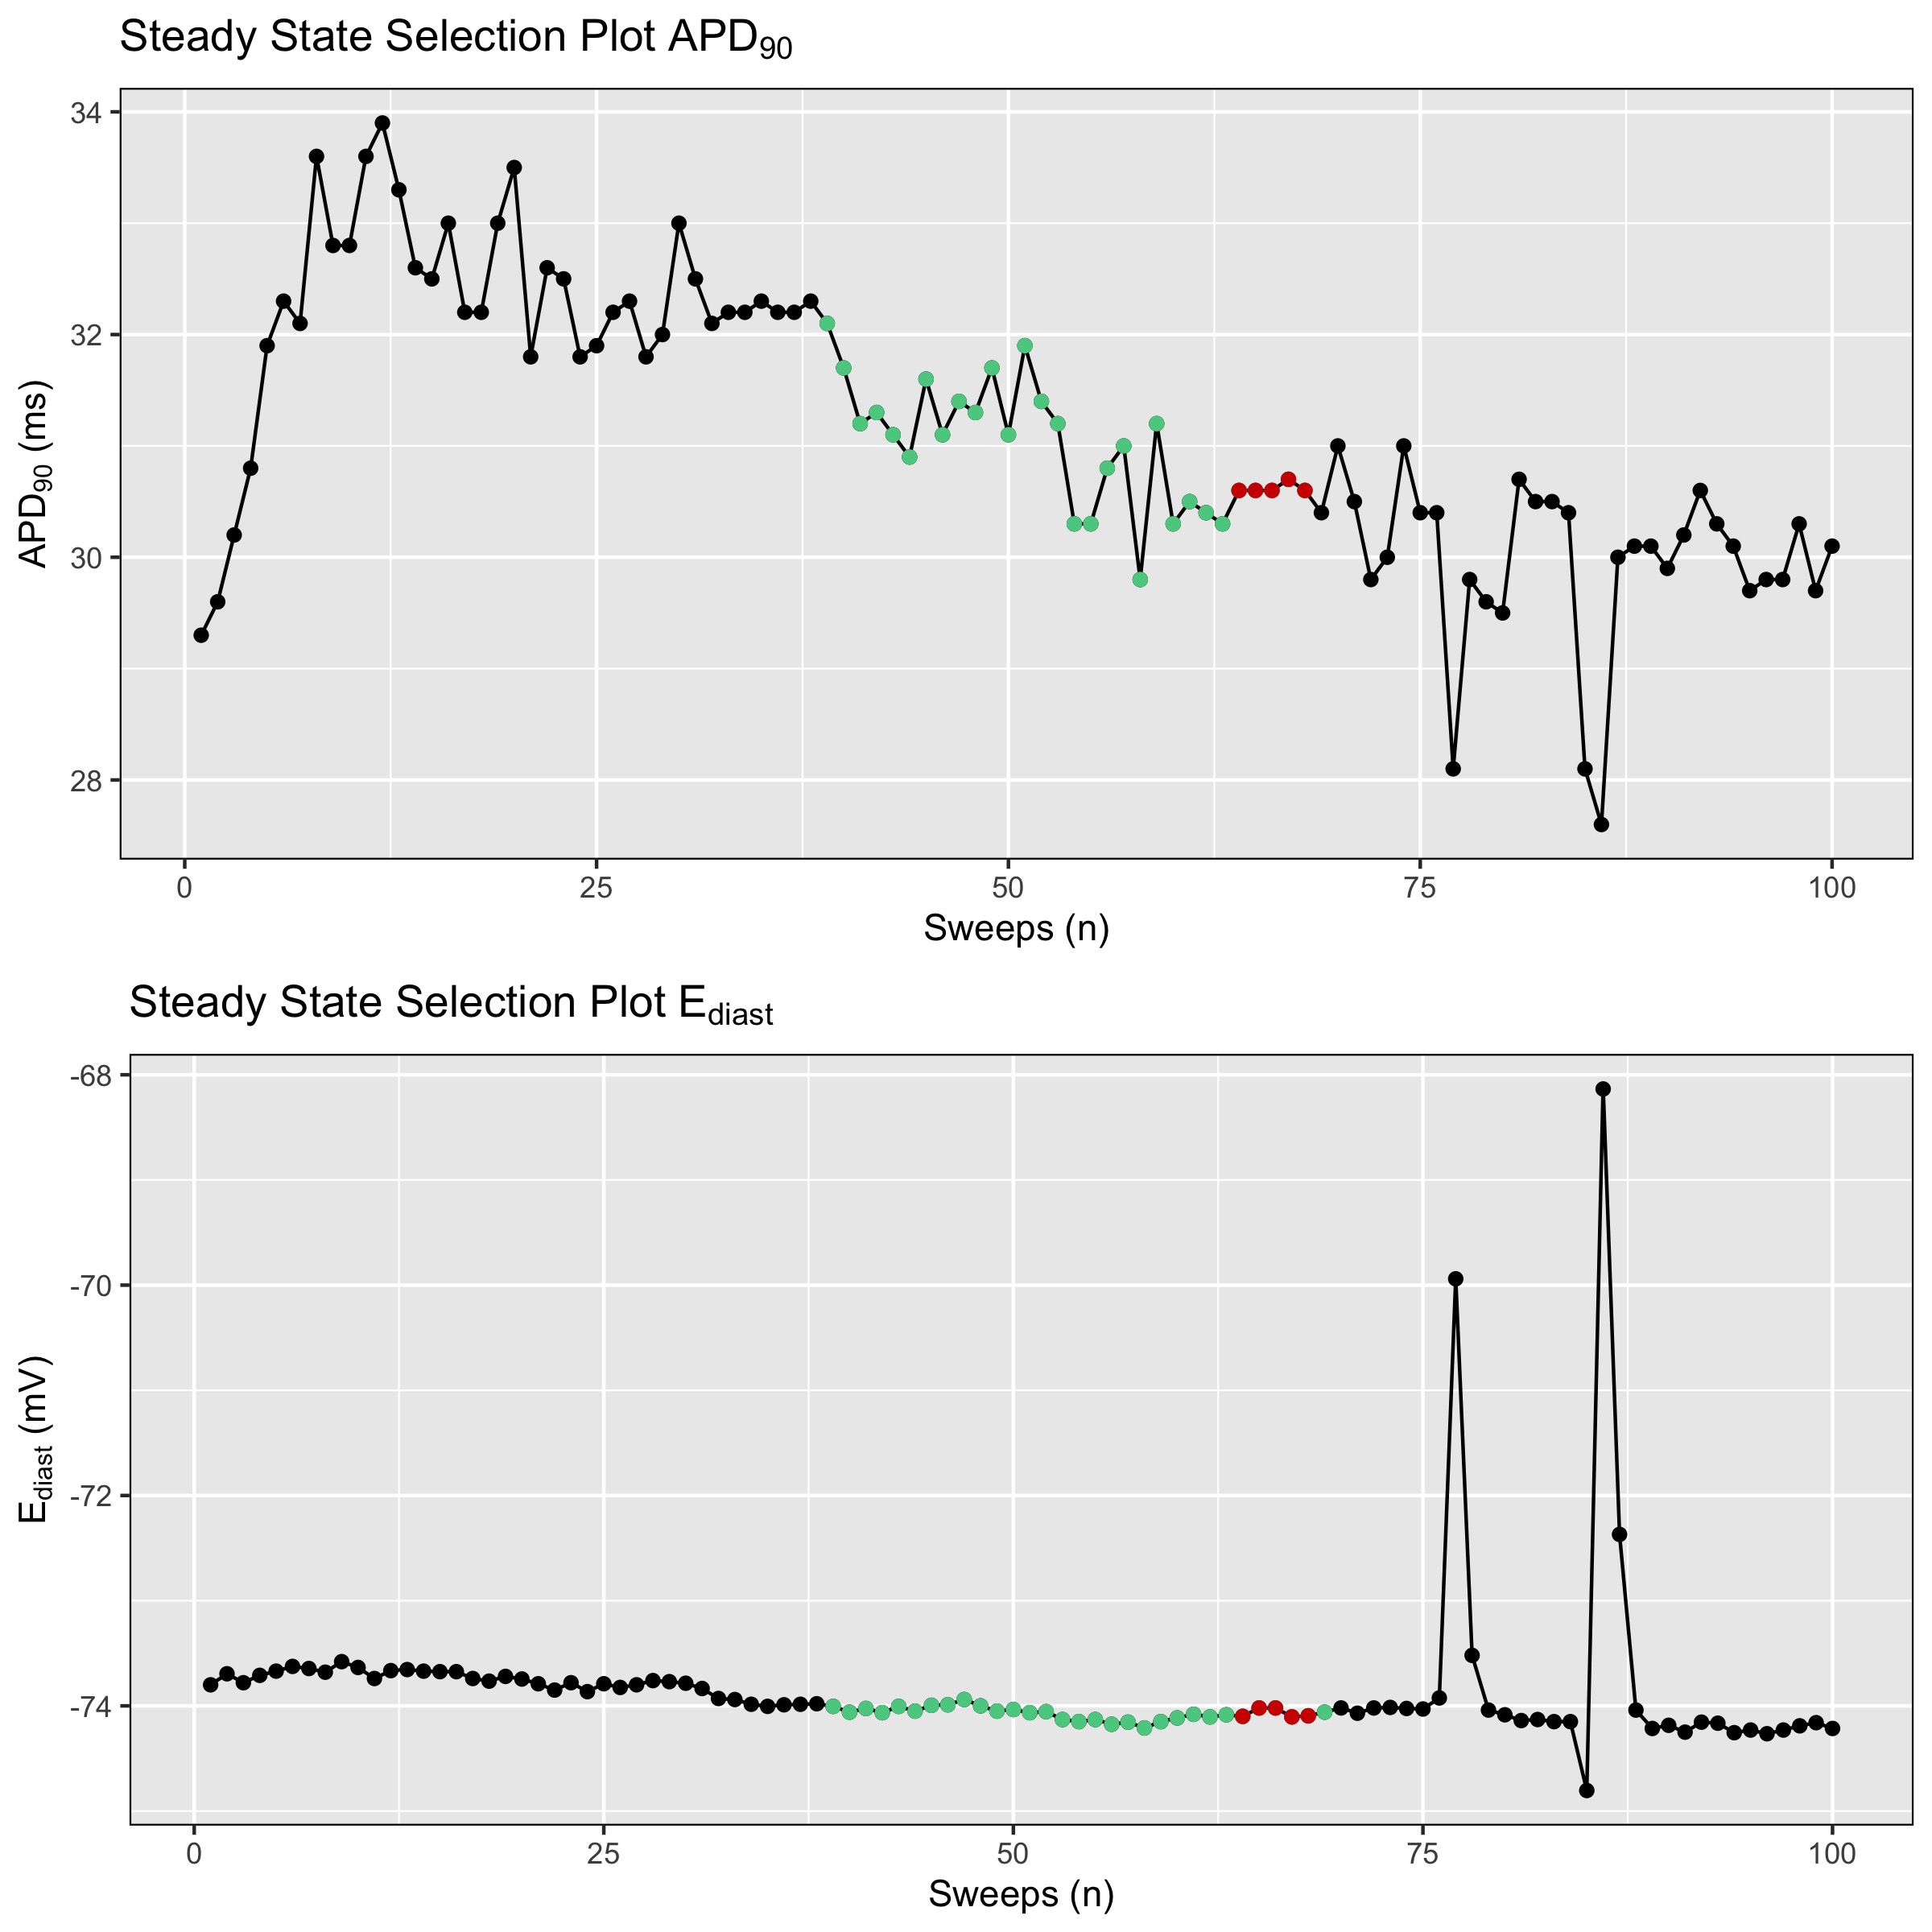 Steady State Selection Plot APD90
34
32
30
28
APD90 (ms)
0 25 50 75 100
Sweeps (n)
Steady State Selection Plot Ediast
-68
-70
-72
-74
Ediast (mV)
0 25 50 75 100
Sweeps (n)